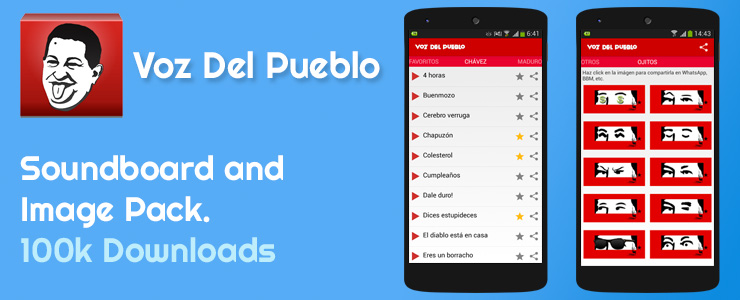 Voz Del Pueblo
Soundboard and
Image Pack.
100k Downloads
6:41
VOZ DEL PUEBLO
FAVORITOS CHÁVEZ MADURO
4 horas
Buenmozo
Cerebro verruga
Chapuzón
Colesterol
Cumpleaños
Dale duro!
Dices estupideces
El diablo está en casa
Eres un borracho
14:43
VOZ DEL PUEBLO
OTROS OJITOS
Haz click en la imágen para compartirla en WhatsApp,
BBM, etc.